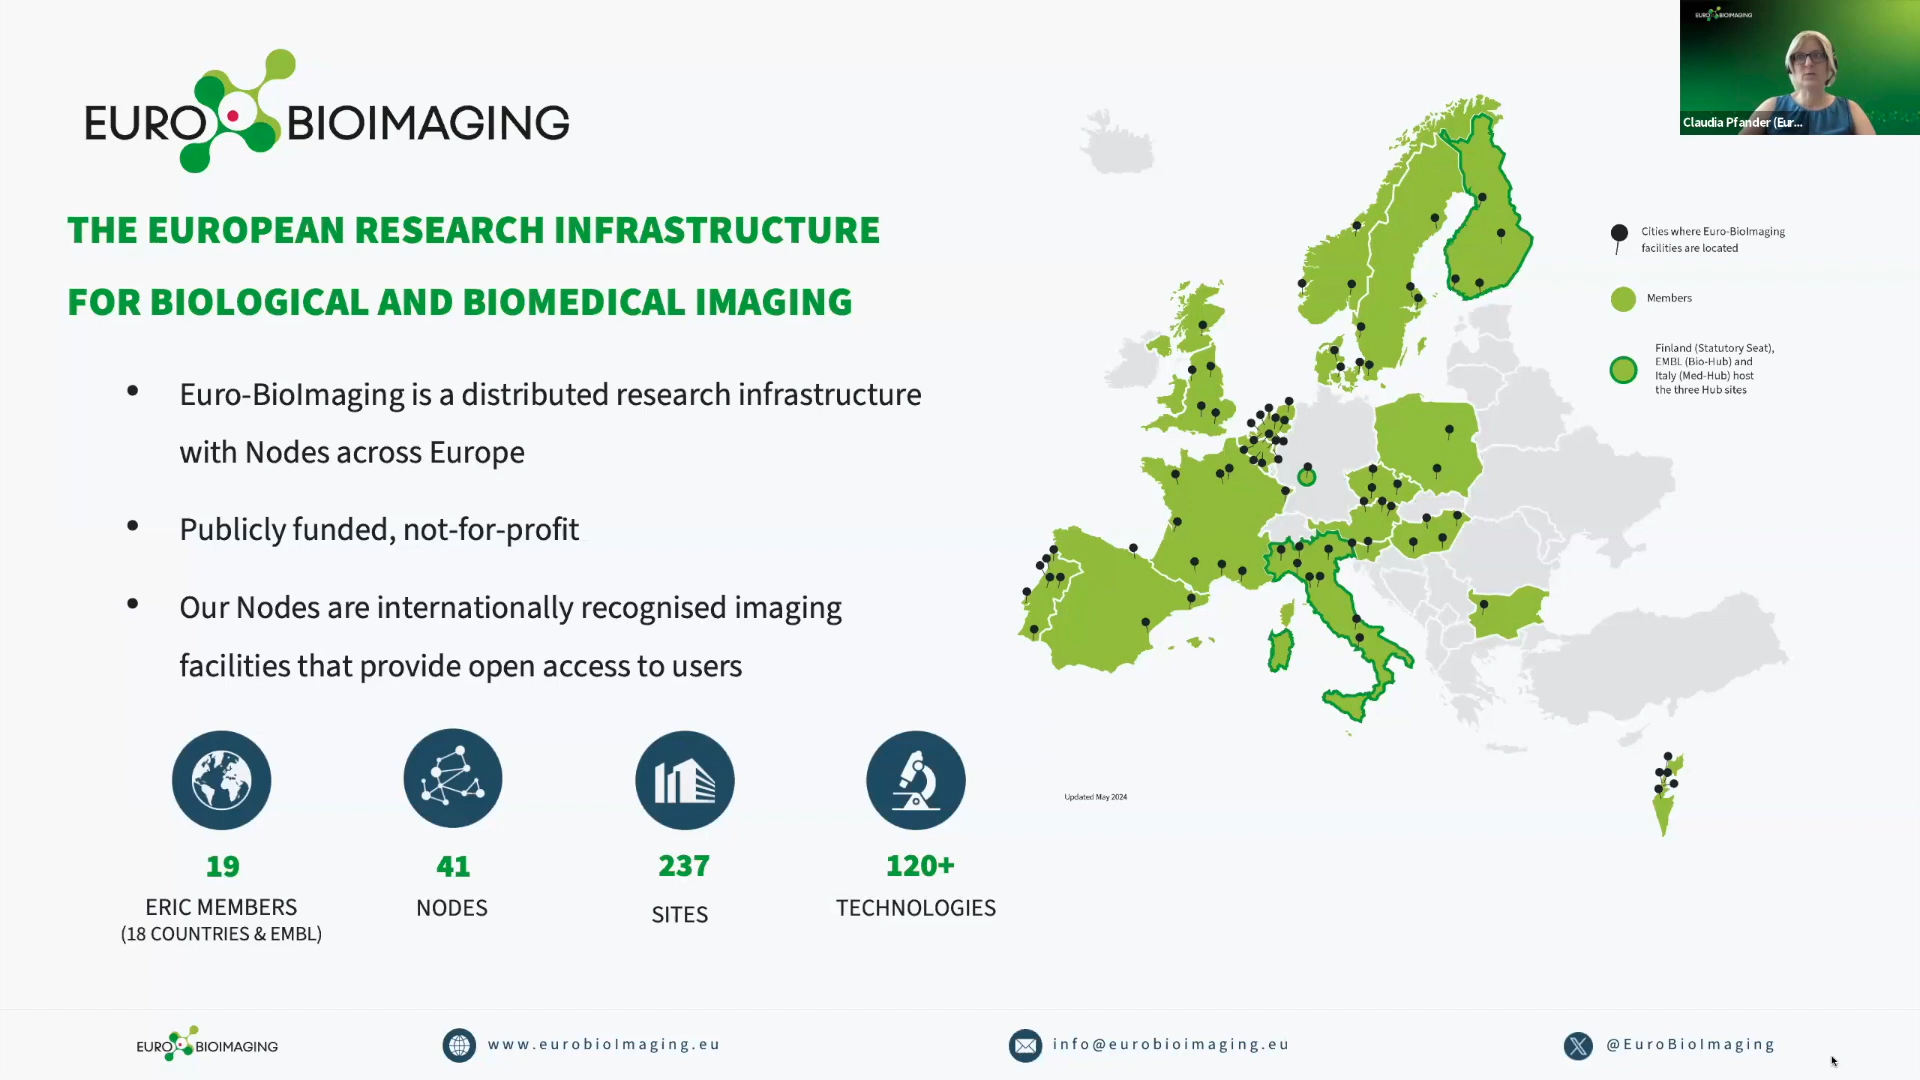 EURO BIOIMAGING
THE EUROPEAN RESEARCH INFRASTRUCTURE
FOR BIOLOGICAL AND BIOMEDICAL IMAGING
• Euro-BioImaging is a distributed research infrastructure
with Nodes across Europe
• Publicly funded, not-for-profit
• Our Nodes are internationally recognised imaging
facilities that provide open access to users
19
ERIC MEMBERS
(18 COUNTRIES & EMBL)
41
NODES
237
SITES
120+
TECHNOLOGIES
EURO BIOIMAGING
Claudia Pfander (Eur...
Cities where Euro-BioImaging
facilities are located
Members
Finland (Statutory Seat),
EMBL (Bio-Hub) and
Italy (Med-Hub) host
the three Hub sites
Updated May 2024
EURO BIOIMAGING
www.eurobioImaging.eu
info@eurobioimaging.eu
@EuroBioImaging